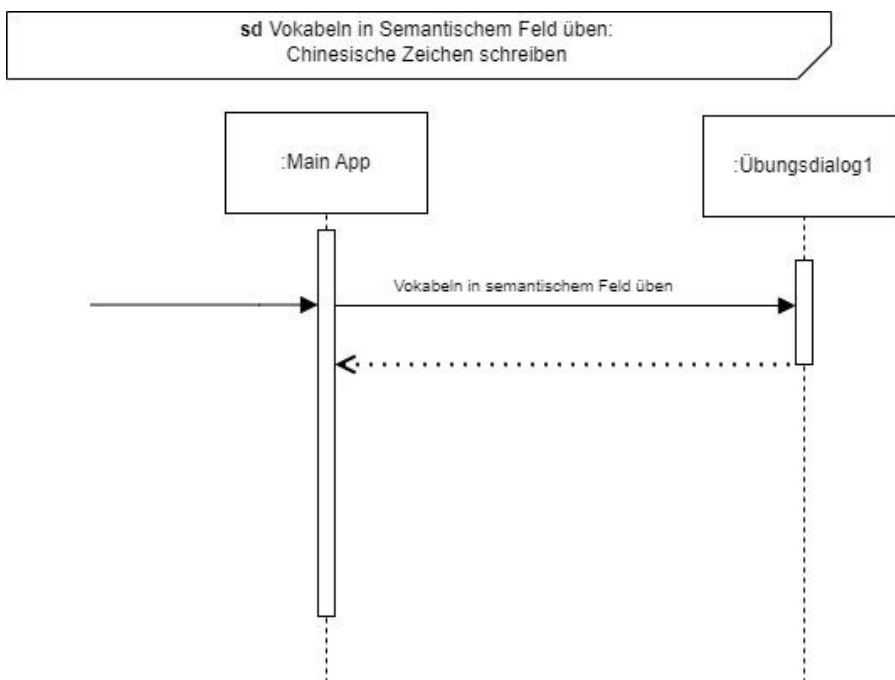 sd Vokabeln in Semantischem Feld üben:
Chinesische Zeichen schreiben
:Main App
:Übungsdialog1
Vokabeln in semantischem Feld üben